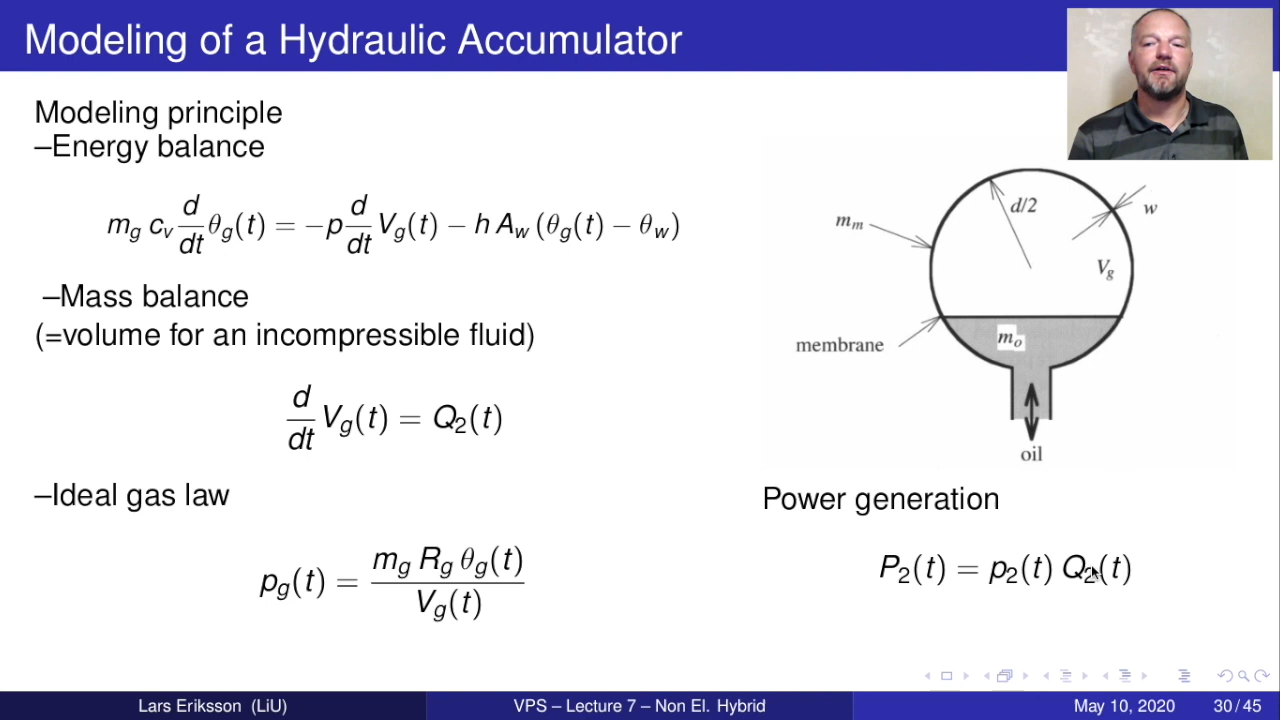 Modeling of a Hydraulic Accumulator
Modeling principle
–Energy balance
m_g c_v d/dt θ_g(t) = −p d/dt V_g(t) − h A_w (θ_g(t) − θ_w)
–Mass balance
(=volume for an incompressible fluid)
d/dt V_g(t) = Q_2(t)
–Ideal gas law
p_g(t) = m_g R_g θ_g(t) / V_g(t)
d/2
w
m_m
V_g
m_o
membrane
oil
Power generation
P_2(t) = p_2(t) Q_2(t)
Lars Eriksson (LiU)
VPS – Lecture 7 – Non El. Hybrid
May 10, 2020
30 / 45